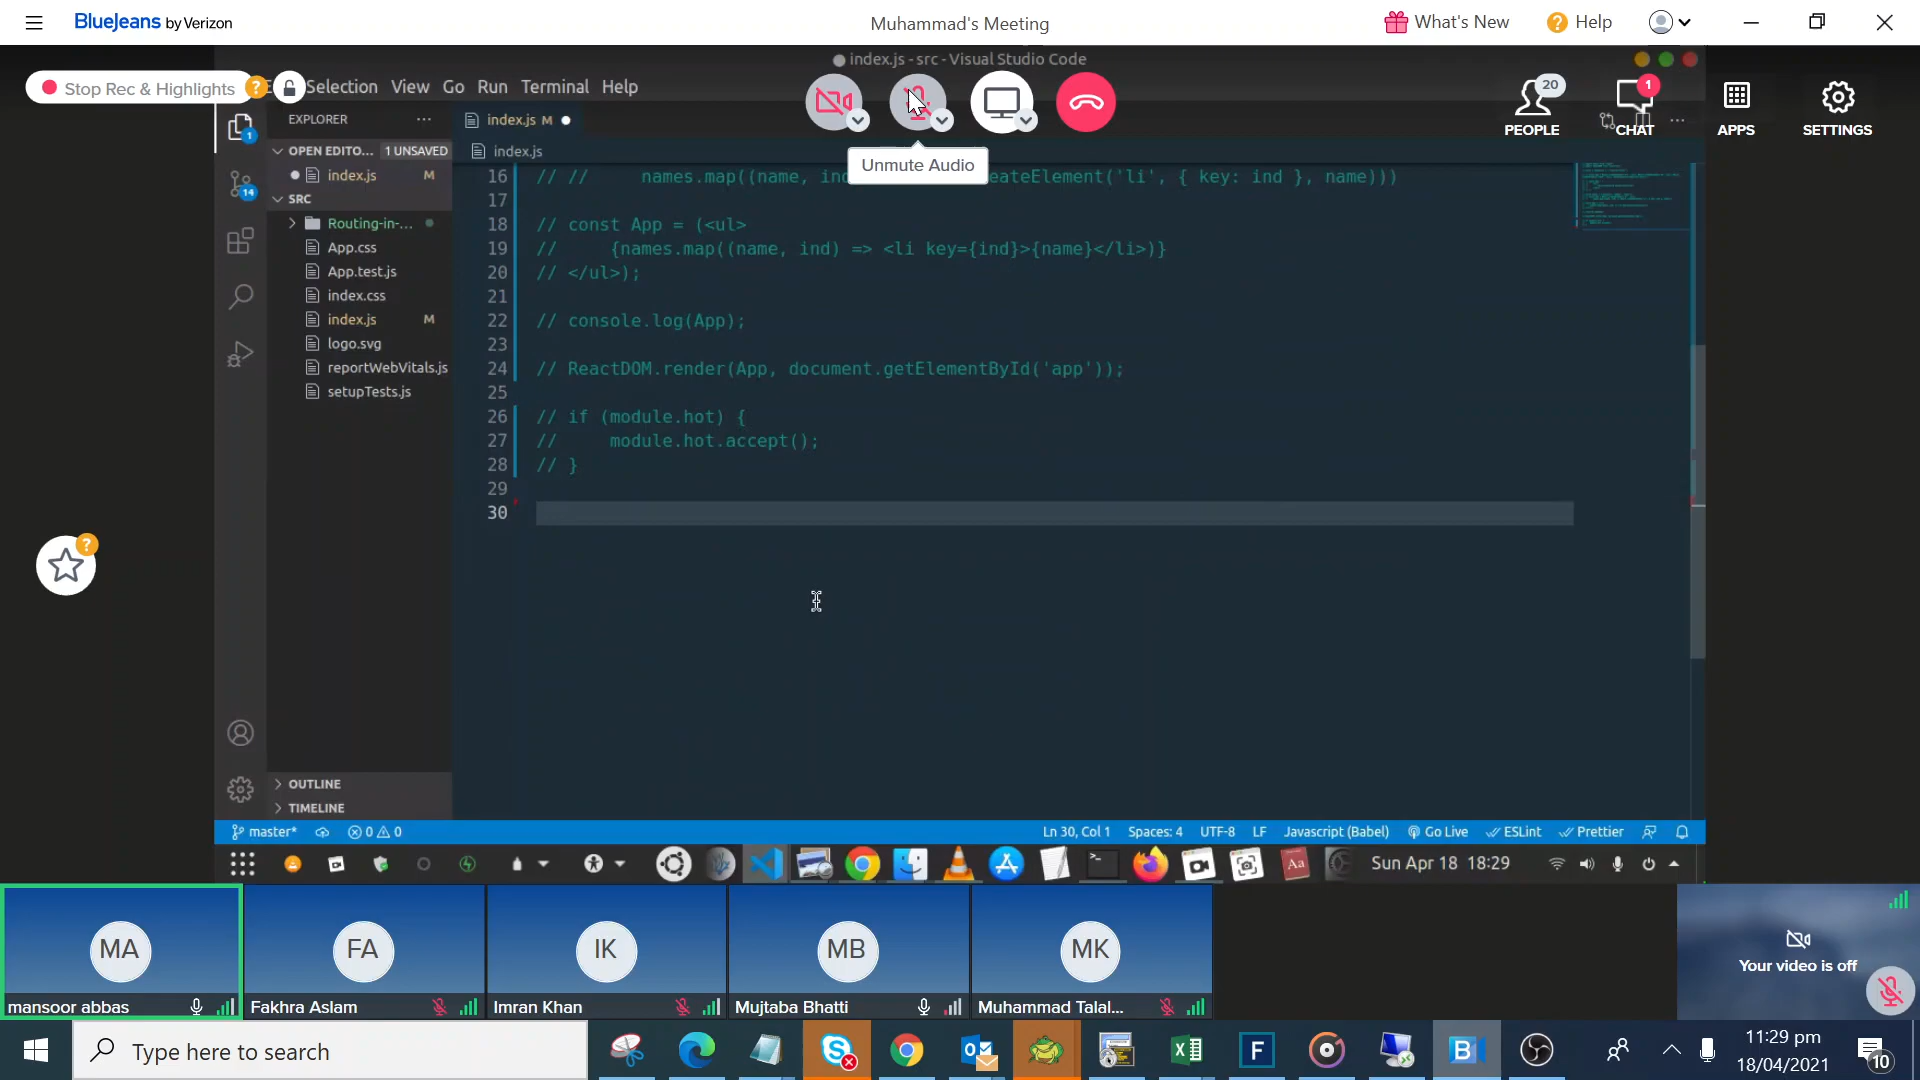 BlueJeans by Verizon
Muhammad's Meeting
What's New
Help
index.js - src - Visual Studio Code
Stop Rec & Highlights
Selection View Go Run Terminal Help
20
PEOPLE
1
CHAT
APPS
SETTINGS
Unmute Audio
EXPLORER
index.js M
OPEN EDITO... 1 UNSAVED
index.js M
SRC
Routing-in-...
App.css
App.test.js
index.css
index.js M
logo.svg
reportWebVitals.js
setupTests.js
OUTLINE
TIMELINE
1
14
index.js
16 // // names.map((name, ind eateElement('li', { key: ind }, name)))
17
18 // const App = (<ul>
19 // {names.map((name, ind) => <li key={ind}>{name}</li>)}
20 // </ul>);
21
22 // console.log(App);
23
24 // ReactDOM.render(App, document.getElementById('app'));
25
26 // if (module.hot) {
27 // module.hot.accept();
28 // }
29
30
master* 0 0
Ln 30, Col 1 Spaces: 4 UTF-8 LF Javascript (Babel) Go Live ESLint Prettier
Aa
Sun Apr 18 18:29
MA
mansoor abbas
FA
Fakhra Aslam
IK
Imran Khan
MB
Mujtaba Bhatti
MK
Muhammad Talal...
Your video is off
Type here to search
11:29 pm
18/04/2021
10